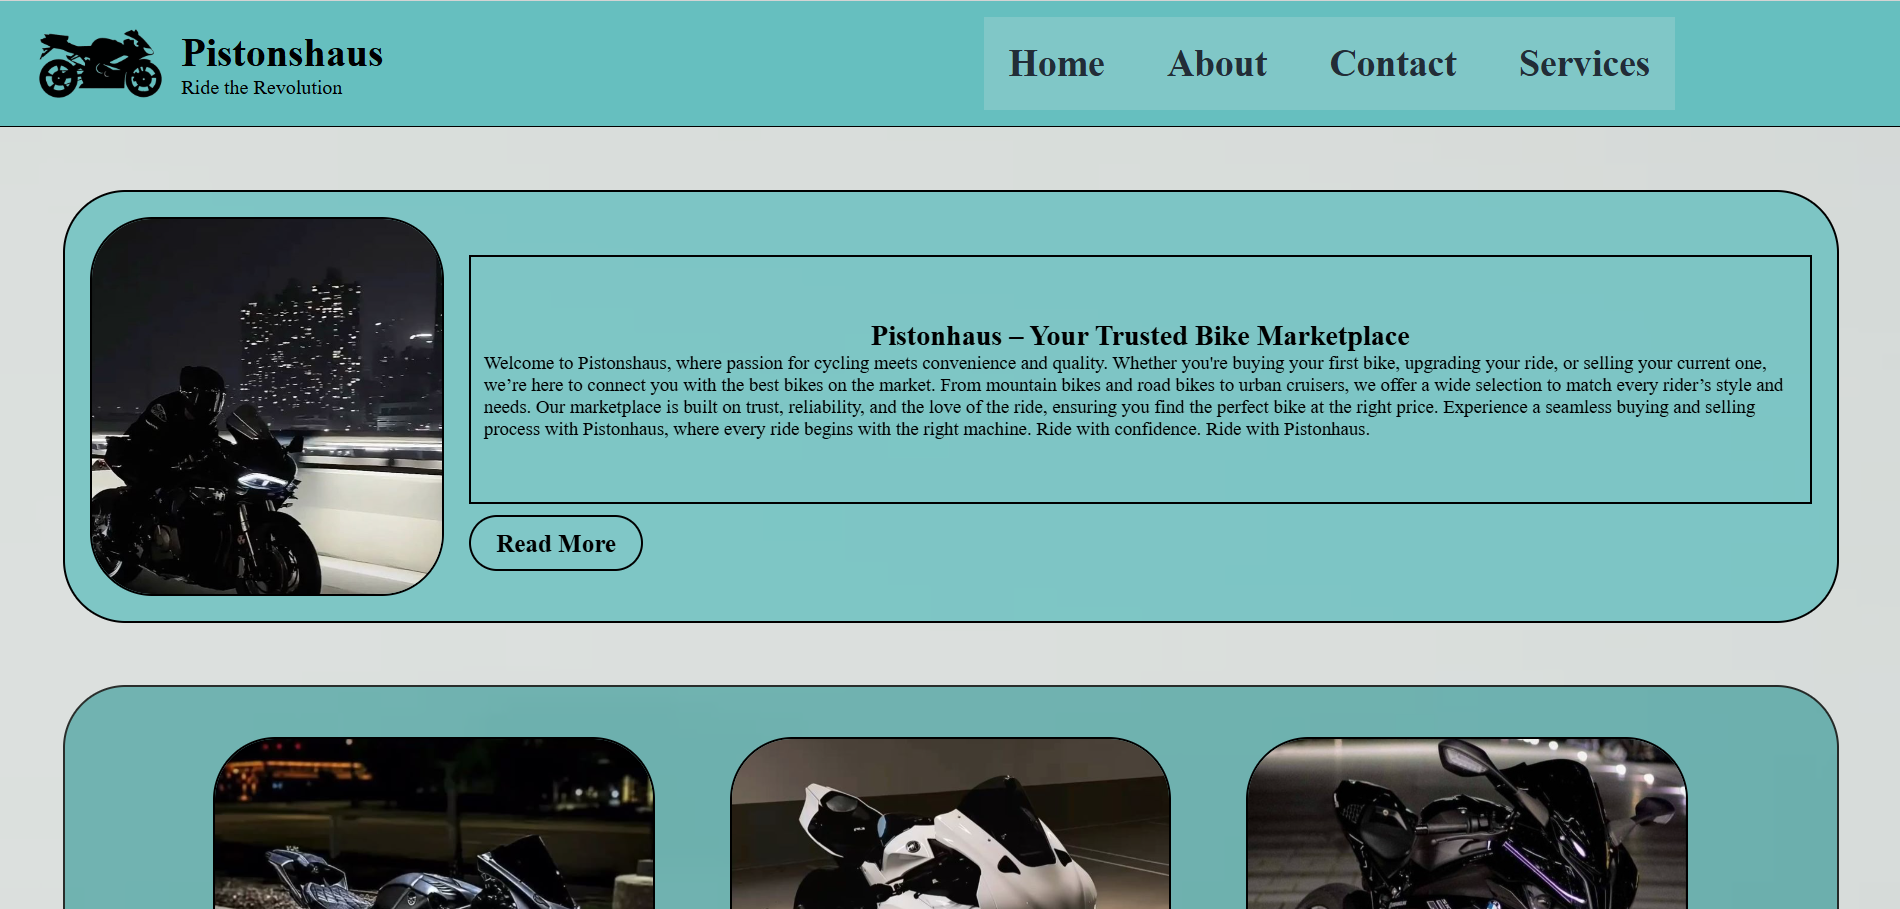 Pistonshaus
Ride the Revolution
Home About Contact Services
Pistonhaus – Your Trusted Bike Marketplace
Welcome to Pistonshaus, where passion for cycling meets convenience and quality. Whether you're buying your first bike, upgrading your ride, or selling your current one,
we’re here to connect you with the best bikes on the market. From mountain bikes and road bikes to urban cruisers, we offer a wide selection to match every rider’s style and
needs. Our marketplace is built on trust, reliability, and the love of the ride, ensuring you find the perfect bike at the right price. Experience a seamless buying and selling
process with Pistonhaus, where every ride begins with the right machine. Ride with confidence. Ride with Pistonhaus.
Read More